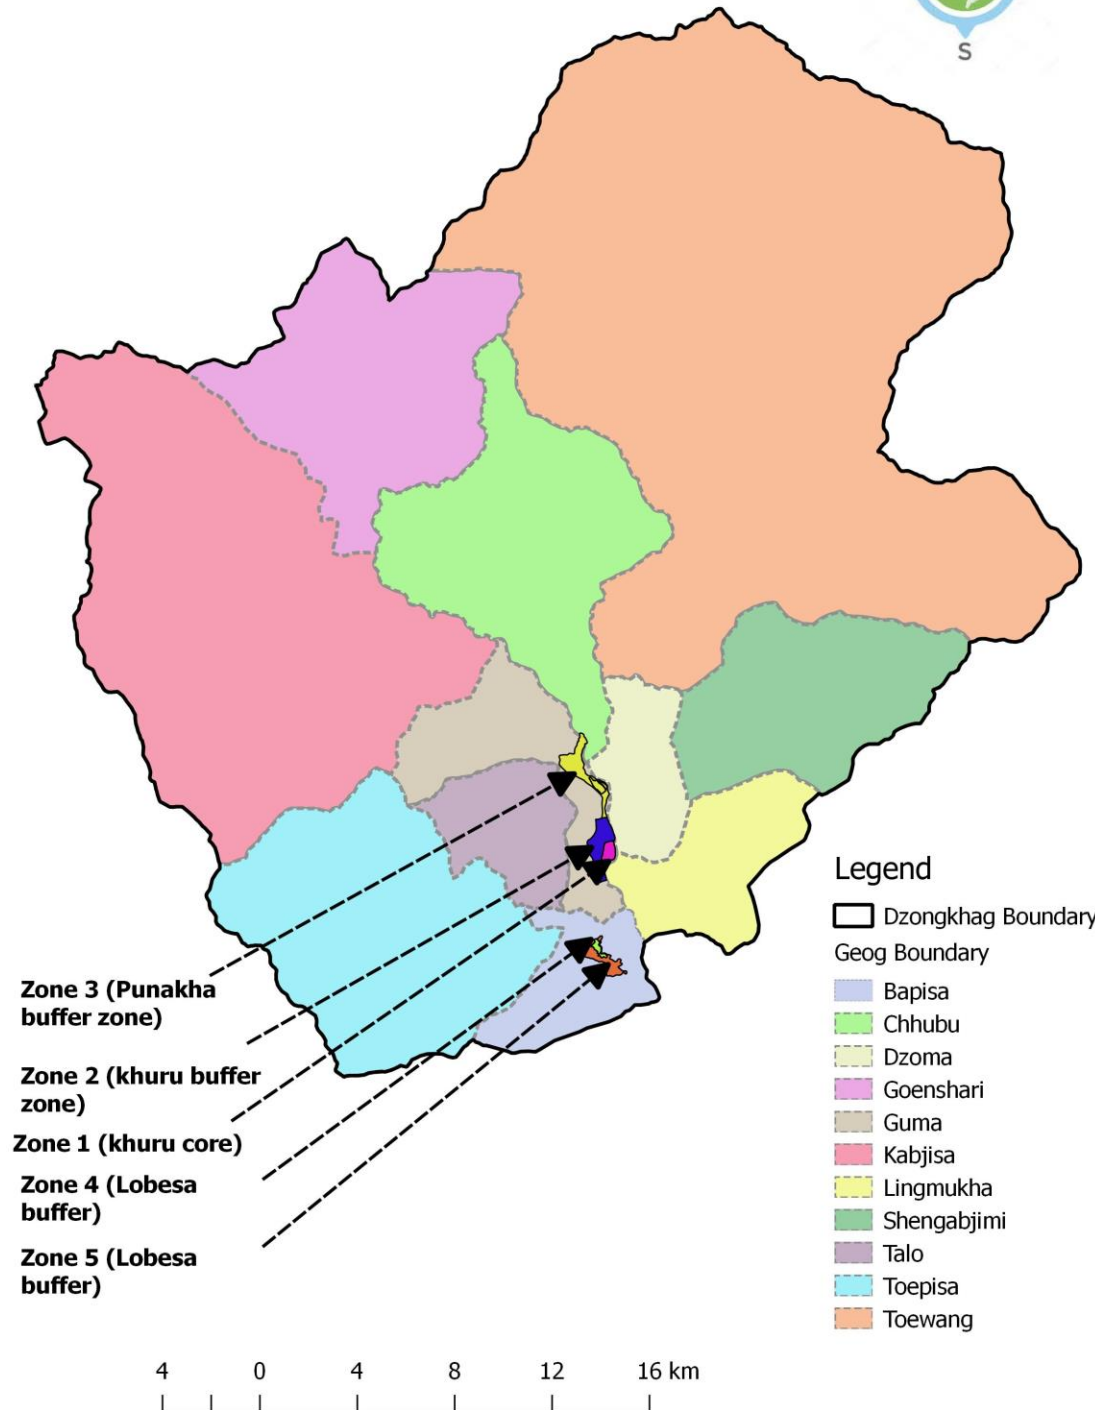 S
Zone 3 (Punakha
buffer zone)
Zone 2 (khuru buffer
zone)
Zone 1 (khuru core)
Zone 4 (Lobesa
buffer)
Zone 5 (Lobesa
buffer)
Legend
Dzongkhag Boundary
Geog Boundary
Bapisa
Chhubu
Dzoma
Goenshari
Guma
Kabjisa
Lingmukha
Shengabjimi
Talo
Toepisa
Toewang
4 0 4 8 12 16 km